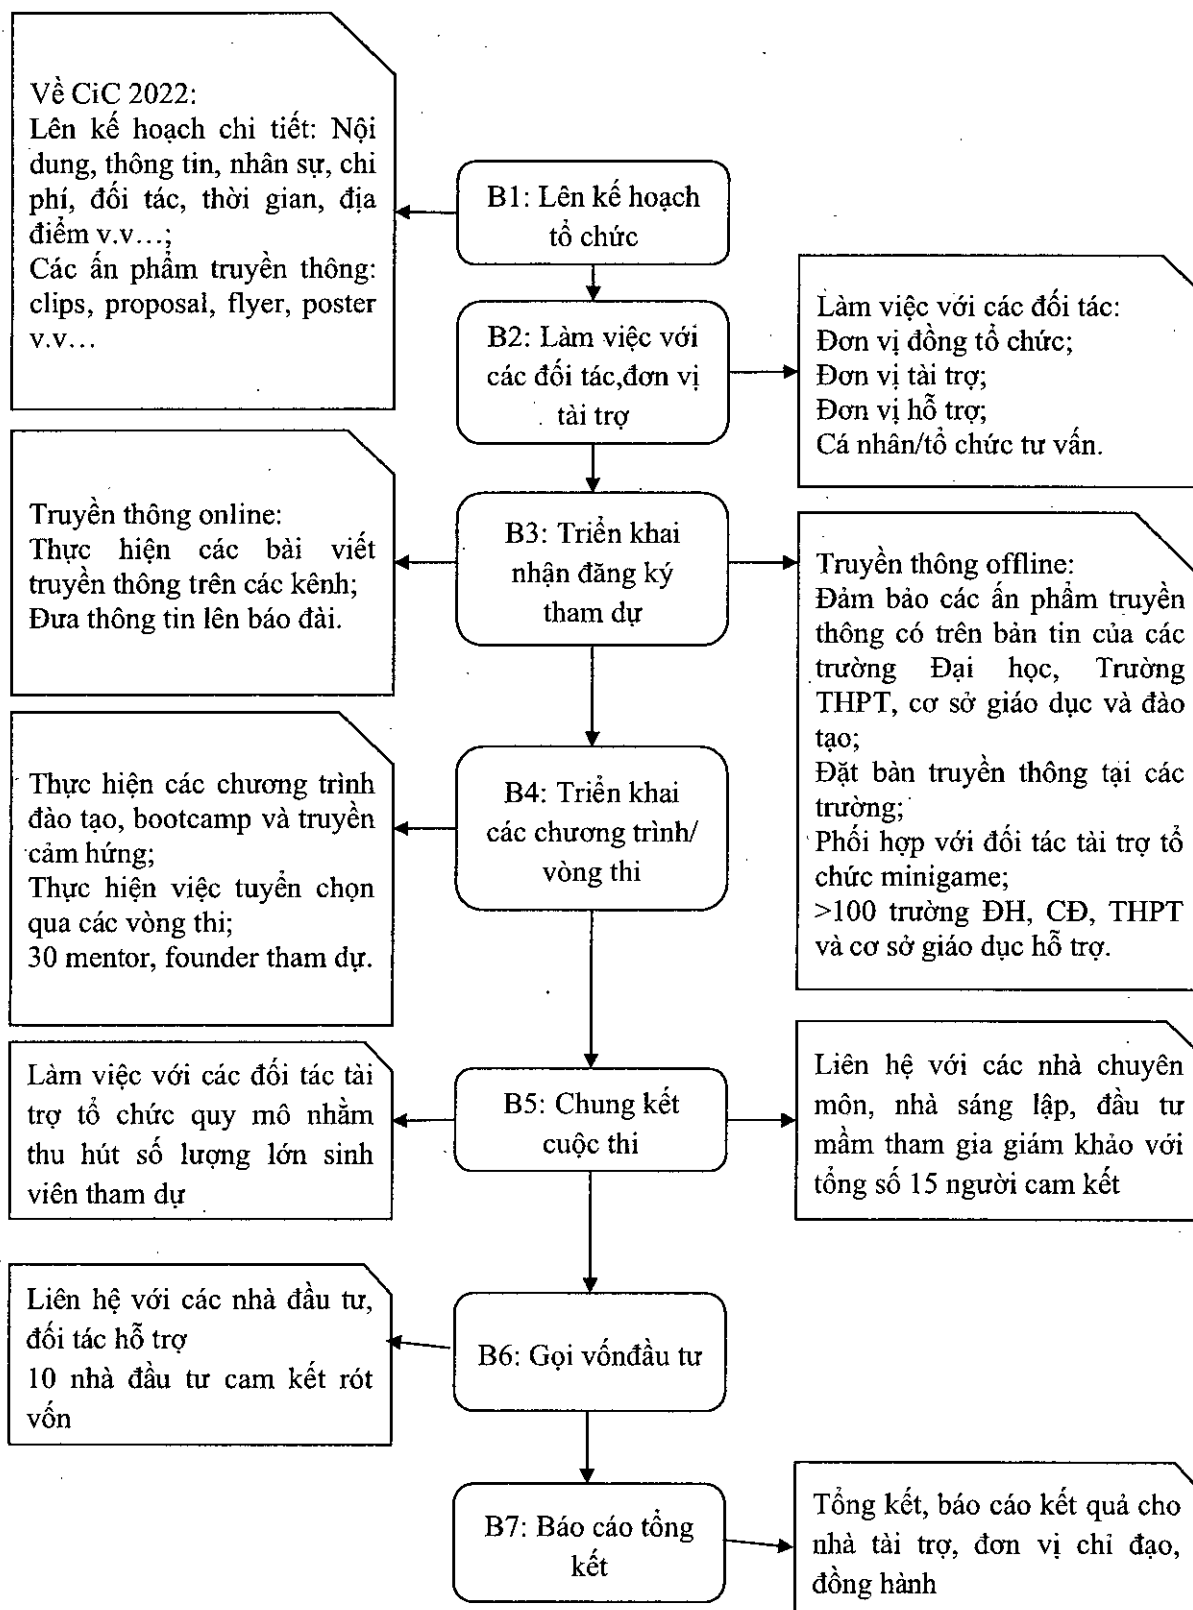 Về CiC 2022:
Lên kế hoạch chi tiết: Nội
dung, thông tin, nhân sự, chi
phí, đối tác, thời gian, địa
điểm v.v...;
Các ấn phẩm truyền thông:
clips, proposal, flyer, poster
v.v...
B1: Lên kế hoạch
tổ chức
B2: Làm việc với
các đối tác,đơn vị
tài trợ
Làm việc với các đối tác:
Đơn vị đồng tổ chức;
Đơn vị tài trợ;
Đơn vị hỗ trợ;
Cá nhân/tổ chức tư vấn.
Truyền thông online:
Thực hiện các bài viết
truyền thông trên các kênh;
Đưa thông tin lên báo đài.
B3: Triển khai
nhận đăng ký
tham dự
Truyền thông offline:
Đảm bảo các ấn phẩm truyền
thông có trên bản tin của các
trường Đại học, Trường
THPT, cơ sở giáo dục và đào
tạo;
Đặt bàn truyền thông tại các
trường;
Phối hợp với đối tác tài trợ tổ
chức minigame;
>100 trường ĐH, CĐ, THPT
và cơ sở giáo dục hỗ trợ.
Thực hiện các chương trình
đào tạo, bootcamp và truyền
cảm hứng;
Thực hiện việc tuyển chọn
qua các vòng thi;
30 mentor, founder tham dự.
B4: Triển khai
các chương trình/
vòng thi
Làm việc với các đối tác tài
trợ tổ chức quy mô nhằm
thu hút số lượng lớn sinh
viên tham dự
B5: Chung kết
cuộc thi
Liên hệ với các nhà chuyên
môn, nhà sáng lập, đầu tư
mầm tham gia giám khảo với
tổng số 15 người cam kết
Liên hệ với các nhà đầu tư,
đối tác hỗ trợ
10 nhà đầu tư cam kết rót
vốn
B6: Gọi vốnđầu tư
B7: Báo cáo tổng
kết
Tổng kết, báo cáo kết quả cho
nhà tài trợ, đơn vị chỉ đạo,
đồng hành